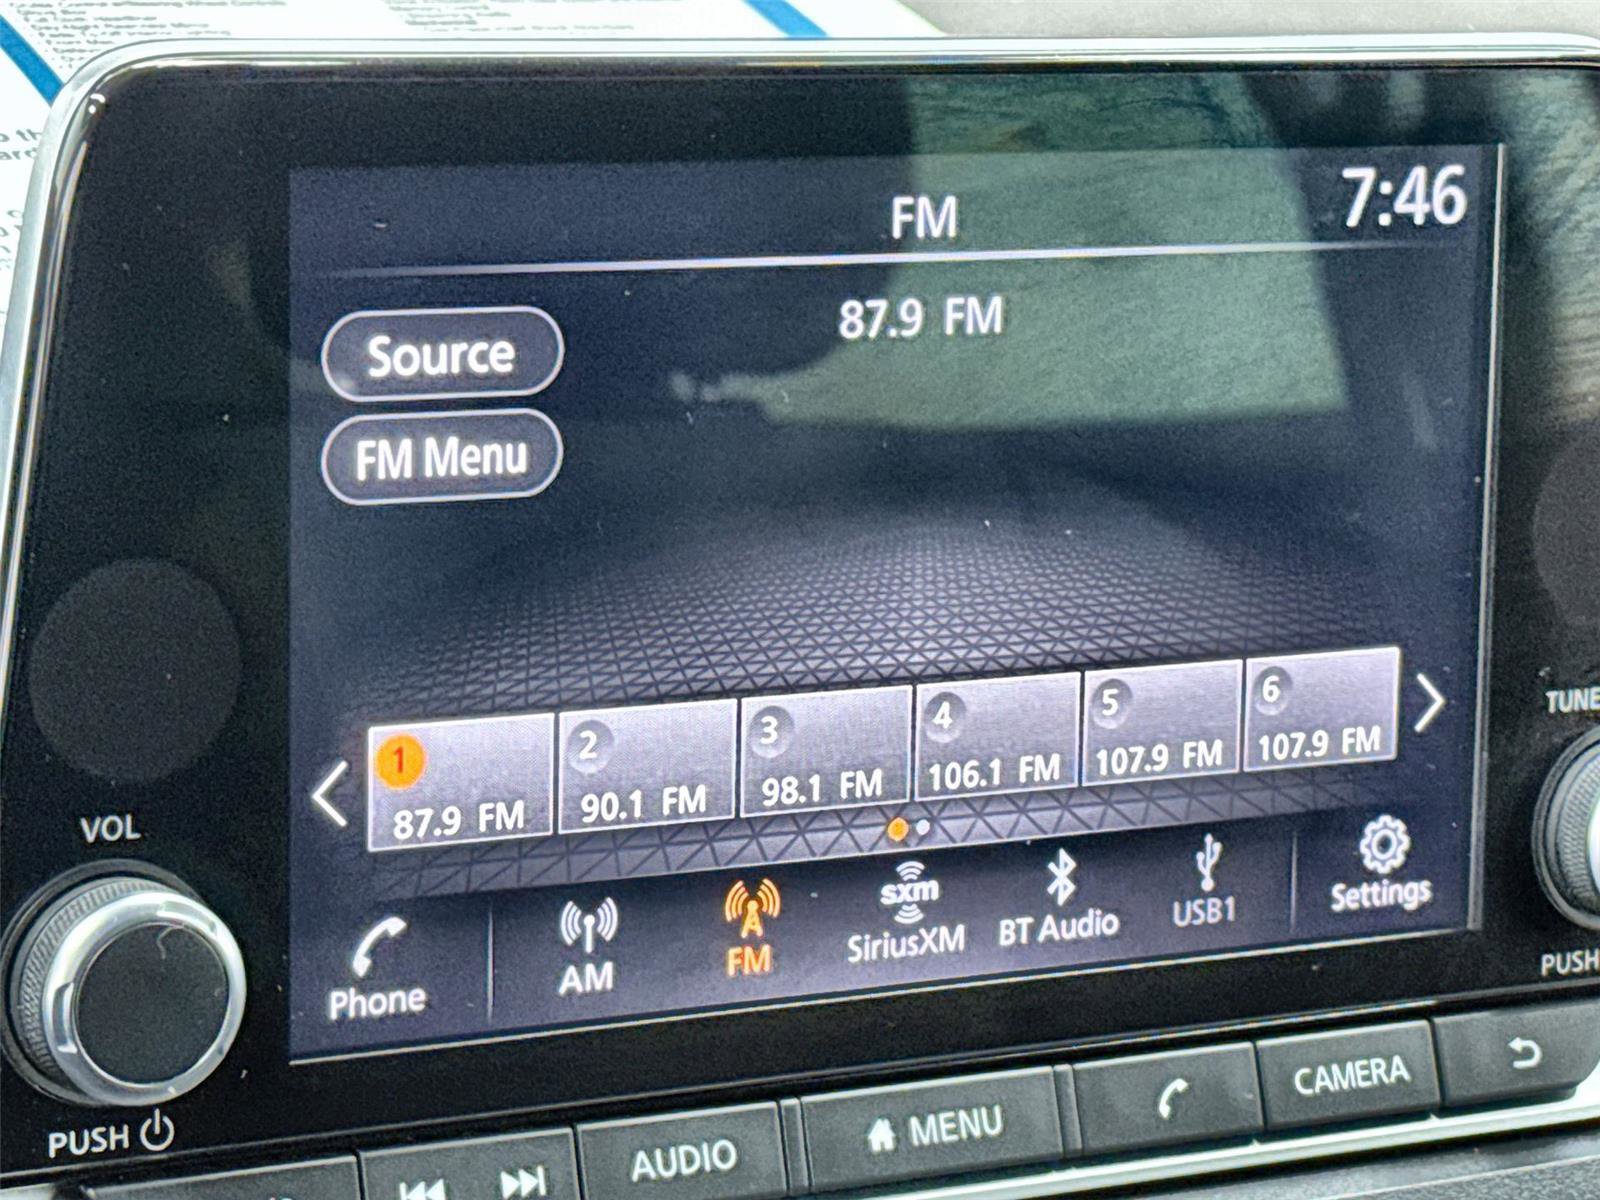 FM
7:46
87.9 FM
Source
FM Menu
1
2
3
4
5
6
87.9 FM
90.1 FM
98.1 FM
106.1 FM
107.9 FM
107.9 FM
Phone
AM
FM
sxm
SiriusXM
BT Audio
USB1
Settings
VOL
PUSH
TUNE
PUSH
AUDIO
MENU
CAMERA